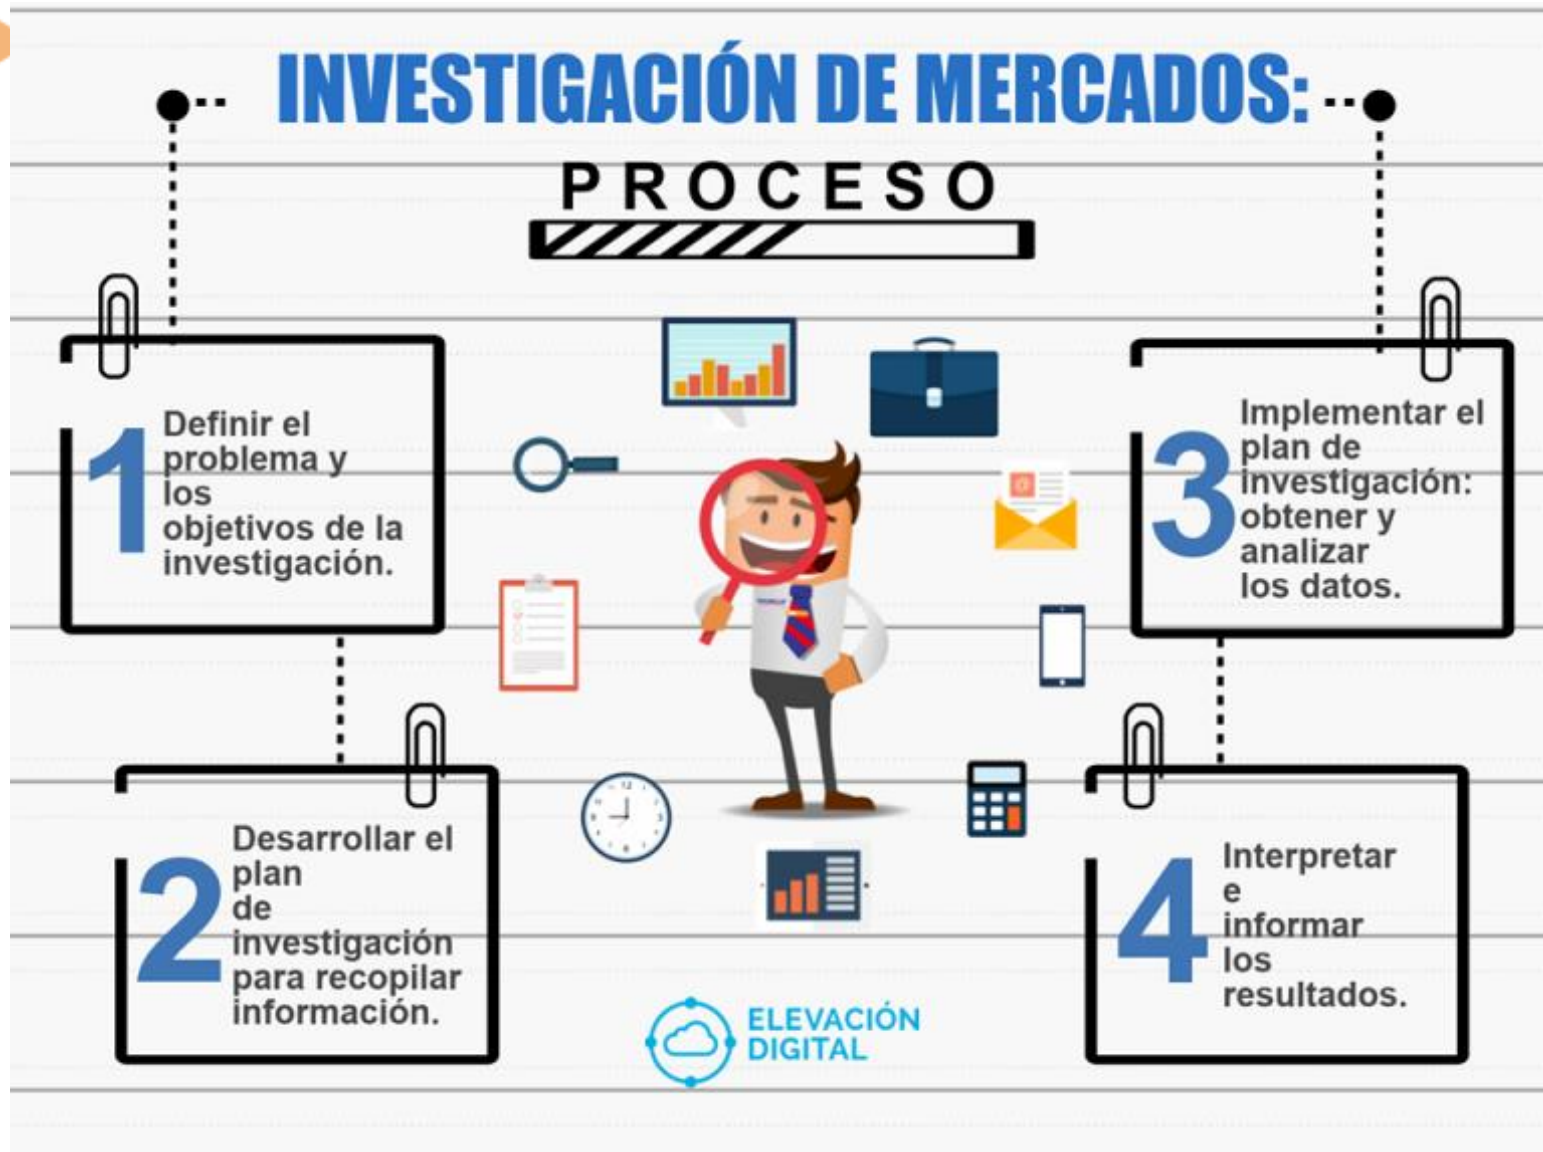 INVESTIGACIÓN DE MERCADOS:
PROCESO
1
Definir el
problema y
los
objetivos de la
investigación.
2
Desarrollar el
plan
de
investigación
para recopilar
información.
3
Implementar el
plan de
investigación:
obtener y
analizar
los datos.
4
Interpretar
e
informar
los
resultados.
ELEVACIÓN
DIGITAL